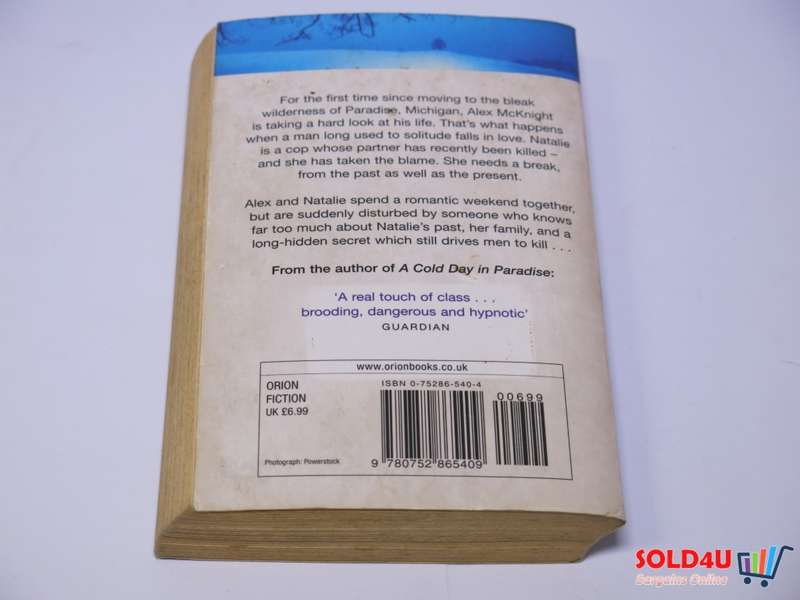 For the first time since moving to the bleak
wilderness of Paradise, Michigan, Alex McKnight
is taking a hard look at his life. That's what happens
when a man long used to solitude falls in love. Natalie
is a cop whose partner has recently been killed –
and she has taken the blame. She needs a break,
from the past as well as the present.
Alex and Natalie spend a romantic weekend together,
but are suddenly disturbed by someone who knows
far too much about Natalie's past, her family, and a
long-hidden secret which still drives men to kill . . .
From the author of A Cold Day in Paradise:
'A real touch of class . . .
brooding, dangerous and hypnotic'
GUARDIAN
www.orionbooks.co.uk
ORION
FICTION
UK £6.99
Photograph: Powerstock
ISBN 0-75286-540-4
00699
9 780752 865409
SOLD4U
Bargains Online